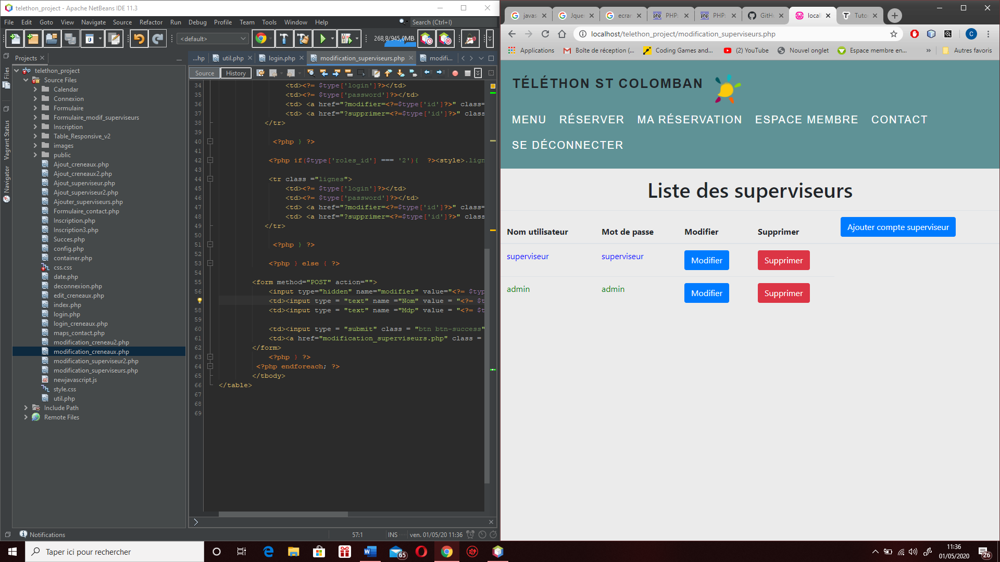 telethon_project - Apache NetBeans IDE 11.3
File Edit Goto View Navigate Source Refactor Run Debug Profile Team Tools Window Help
Search (Ctrl+I)
<default>
268,8/945,0MB
Projects
...hp
util.php
login.php
modification_superviseurs.php
modifi...
Files
Vagrant Status
Navigator
Source History
telethon_project
Source Files
Calendar
Connexion
Formulaire
Formulaire_modif_superviseurs
Inscription
Table_Responsive_v2
images
public
Ajout_creneaux.php
Ajout_creneaux2.php
Ajout_superviseur.php
Ajout_superviseur2.php
Ajouter_superviseurs.php
Formulaire_contact.php
Inscription.php
Inscription3.php
Succes.php
config.php
container.php
css.css
date.php
deconnexion.php
edit_creneaux.php
index.php
login.php
login_creneaux.php
maps_contact.php
modification_creneau2.php
modification_creneaux.php
modification_superviseur2.php
modification_superviseurs.php
newjavascript.js
style.css
util.php
Include Path
Remote Files
34 <td><?= $type['login']?></td>
35 <td><?= $type['password']?></td>
36 <td> <a href="?modifier=<?=$type['id']?>" class=
37 <td> <a href="?supprimer=<?=$type['id']?>" class
38 </tr>
39
40 <?php } ?>
41
42 <?php if($type['roles_id'] === '2'){ ?><style>.lign
43
44 <tr class ="lignes">
45 <td><?= $type['login']?></td>
46 <td><?= $type['password']?></td>
47 <td> <a href="?modifier=<?=$type['id']?>" class=
48 <td> <a href="?supprimer=<?=$type['id']?>" class
49 </tr>
50
51 <?php } ?>
52
53 <?php } else { ?>
54
55 <form method="POST" action="">
56 <input type="hidden" name="modifier" value="<?= $typ
<td><input type = "text" name ="Nom" value = "<?= $t
58 <td><input type = "text" name ="Mdp" value = "<?= $t
59
60 <td><input type = "submit" class = "btn btn-success"
61 <td><a href="modification_superviseurs.php" class =
62 </form>
63 <?php } ?>
64 <?php endforeach; ?>
65 </tbody>
66 </table>
67
68
69
Notifications
57:1
INS
ven. 01/05/20 11:36
javas
Jque
ecrar
PHP:
PHP:
GitHu
locali
Tutor
localhost/telethon_project/modification_superviseurs.php
C
Applications
Boîte de réception (...
Coding Games and...
(2) YouTube
Nouvel onglet
Espace membre en...
»
Autres favoris
TÉLÉTHON ST COLOMBAN
MENU RÉSERVER MA RÉSERVATION ESPACE MEMBRE CONTACT
SE DÉCONNECTER
Liste des superviseurs
Nom utilisateur Mot de passe Modifier Supprimer Ajouter compte superviseur
superviseur superviseur Modifier Supprimer
admin admin Modifier Supprimer
Taper ici pour rechercher
65
11:36
01/05/2020
26